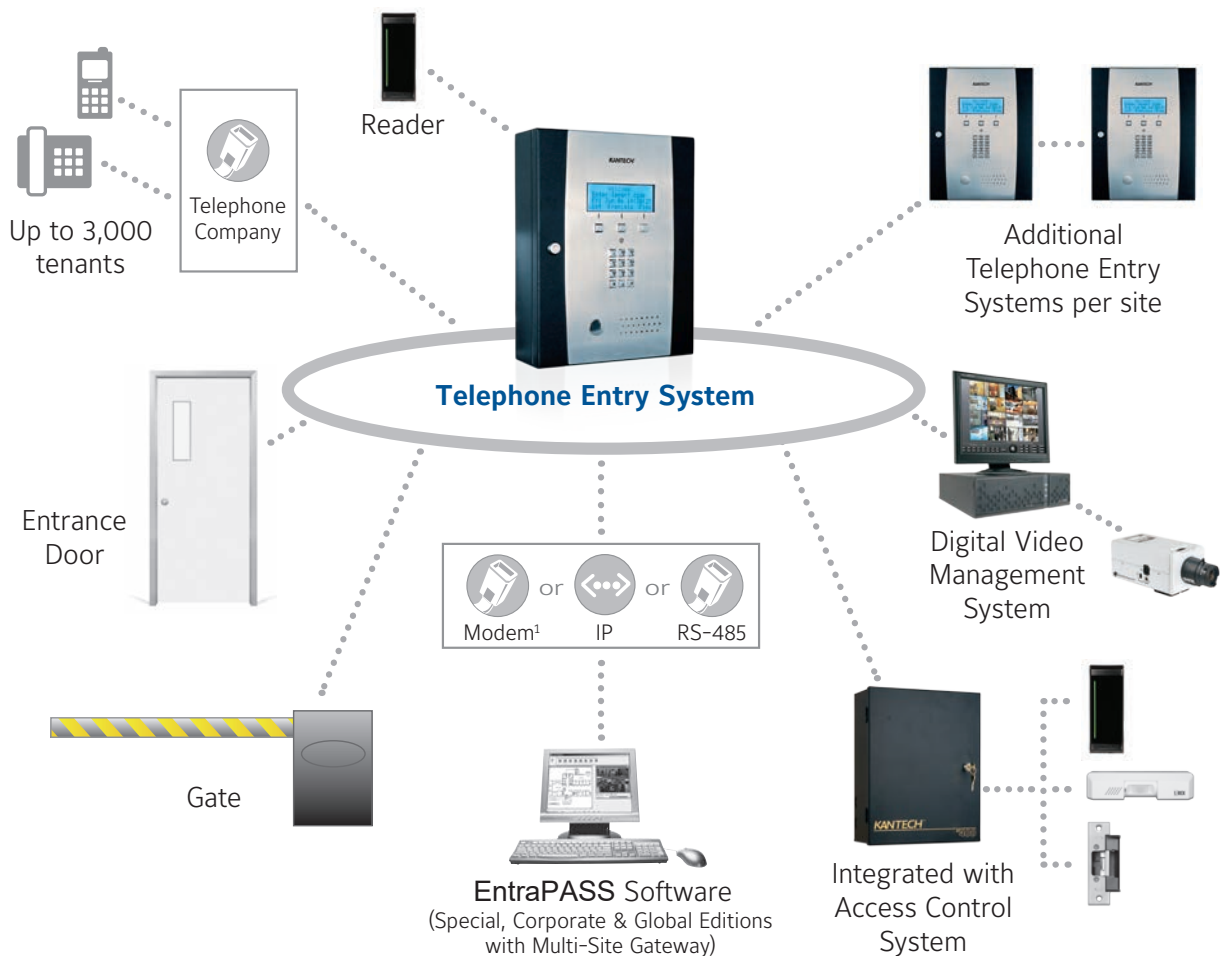 Reader
KANTECH
Telephone
Company
Up to 3,000
tenants
Additional
Telephone Entry
Systems per site
Telephone Entry System
Entrance
Door
Digital Video
Management
System
Modem¹ or IP or RS-485
Gate
KANTECH
EntraPASS Software
(Special, Corporate & Global Editions
with Multi-Site Gateway)
Integrated with
Access Control
System